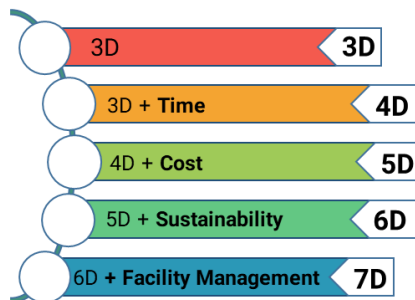 3D 3D
3D + Time 4D
4D + Cost 5D
5D + Sustainability 6D
6D + Facility Management 7D